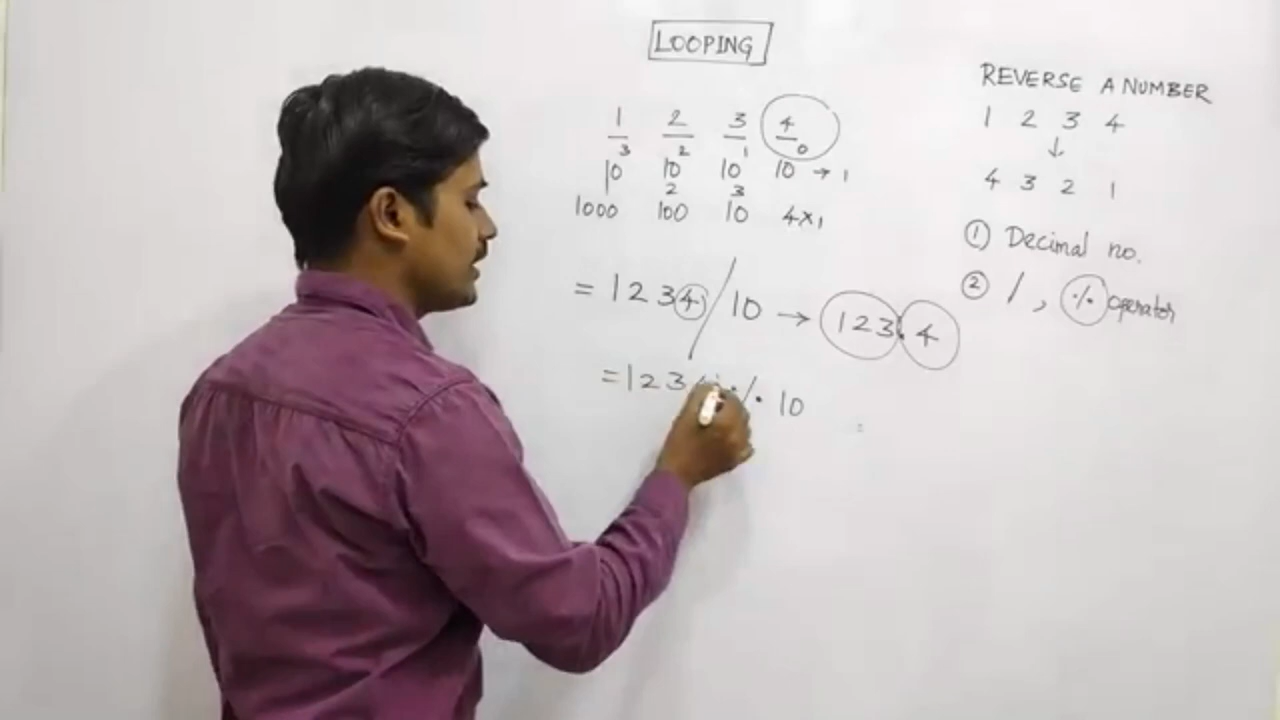 LOOPING
1 2 3 4
3 2 1 0
10 10 10 10 → 1
2 3
1000 100 10 4×1
= 1234 / 10 → 123.4
= 123 % 10
REVERSE A NUMBER
1 2 3 4
↓
4 3 2 1
① Decimal no.
② / , % operator